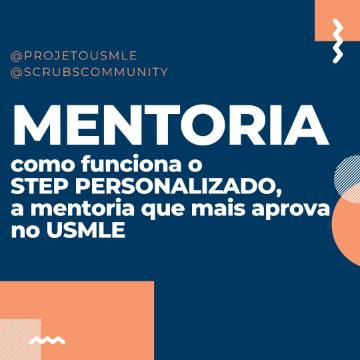 @PROJETOUSMLE
@SCRUBSCOMMUNITY
MENTORIA
como funciona o
STEP PERSONALIZADO,
a mentoria que mais aprova
no USMLE